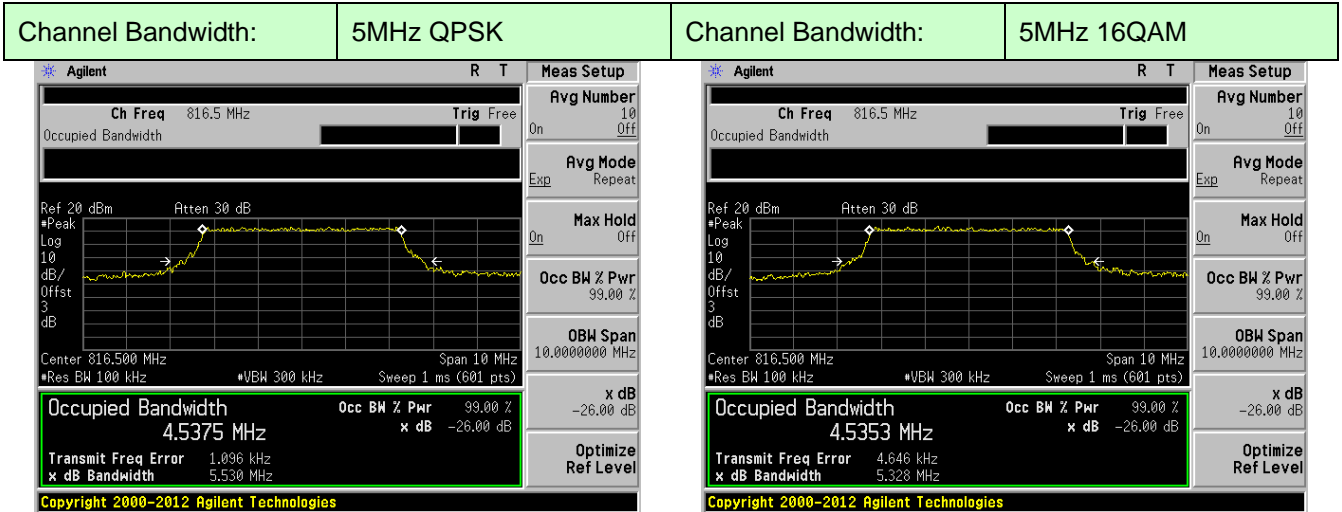 Channel Bandwidth: 5MHz QPSK Channel Bandwidth: 5MHz 16QAM
Agilent R T Meas Setup
Ch Freq 816.5 MHz Trig Free
Occupied Bandwidth
Avg Number
10
On Off
Avg Mode
Exp Repeat
Max Hold
On Off
Occ BW % Pwr
99.00 %
OBW Span
10.0000000 MHz
x dB
-26.00 dB
Optimize
Ref Level
Ref 20 dBm Atten 30 dB
#Peak
Log
10
dB/
Offst
3
dB
Center 816.500 MHz Span 10 MHz
#Res BW 100 kHz #VBW 300 kHz Sweep 1 ms (601 pts)
Occupied Bandwidth Occ BW % Pwr 99.00 %
4.5375 MHz x dB -26.00 dB
Transmit Freq Error 1.096 kHz
x dB Bandwidth 5.530 MHz
Copyright 2000-2012 Agilent Technologies
Agilent R T Meas Setup
Ch Freq 816.5 MHz Trig Free
Occupied Bandwidth
Avg Number
10
On Off
Avg Mode
Exp Repeat
Max Hold
On Off
Occ BW % Pwr
99.00 %
OBW Span
10.0000000 MHz
x dB
-26.00 dB
Optimize
Ref Level
Ref 20 dBm Atten 30 dB
#Peak
Log
10
dB/
Offst
3
dB
Center 816.500 MHz Span 10 MHz
#Res BW 100 kHz #VBW 300 kHz Sweep 1 ms (601 pts)
Occupied Bandwidth Occ BW % Pwr 99.00 %
4.5353 MHz x dB -26.00 dB
Transmit Freq Error 4.646 kHz
x dB Bandwidth 5.328 MHz
Copyright 2000-2012 Agilent Technologies